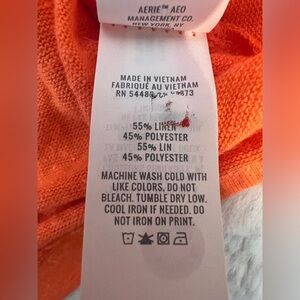 AERIE™ AEO
MANAGEMENT CO.
NEW YORK, NY
MADE IN VIETNAM
FABRIQUÉ AU VIETNAM
RN
55% LINEN
45% POLYESTER
55% LIN
45% POLYESTER
MACHINE WASH COLD WITH
LIKE COLORS. DO NOT
BLEACH. TUMBLE DRY LOW.
COOL IRON IF NEEDED. DO
NOT IRON ON PRINT.